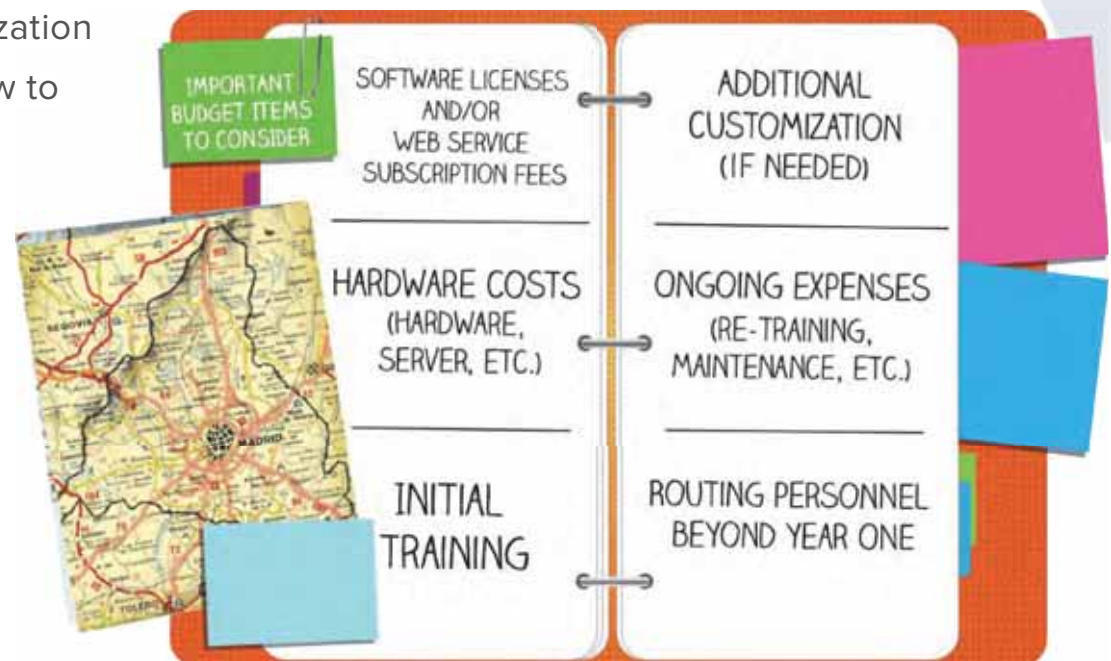 zation
w to
IMPORTANT
BUDGET ITEMS
TO CONSIDER
SOFTWARE LICENSES
AND/OR
WEB SERVICE
SUBSCRIPTION FEES
HARDWARE COSTS
(HARDWARE,
SERVER, ETC.)
INITIAL
TRAINING
ADDITIONAL
CUSTOMIZATION
(IF NEEDED)
ONGOING EXPENSES
(RE-TRAINING,
MAINTENANCE, ETC.)
ROUTING PERSONNEL
BEYOND YEAR ONE
SEGOVIA
MADRID
TOLEDO